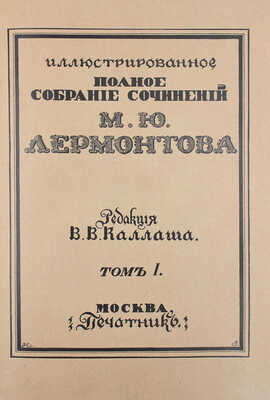 иллюстрированное
полное
собраніе сочиненій
М. Ю.
Лермонтова
Редакція
В. В. Каллаша.
томъ I.
Москва.
"Печатникъ".